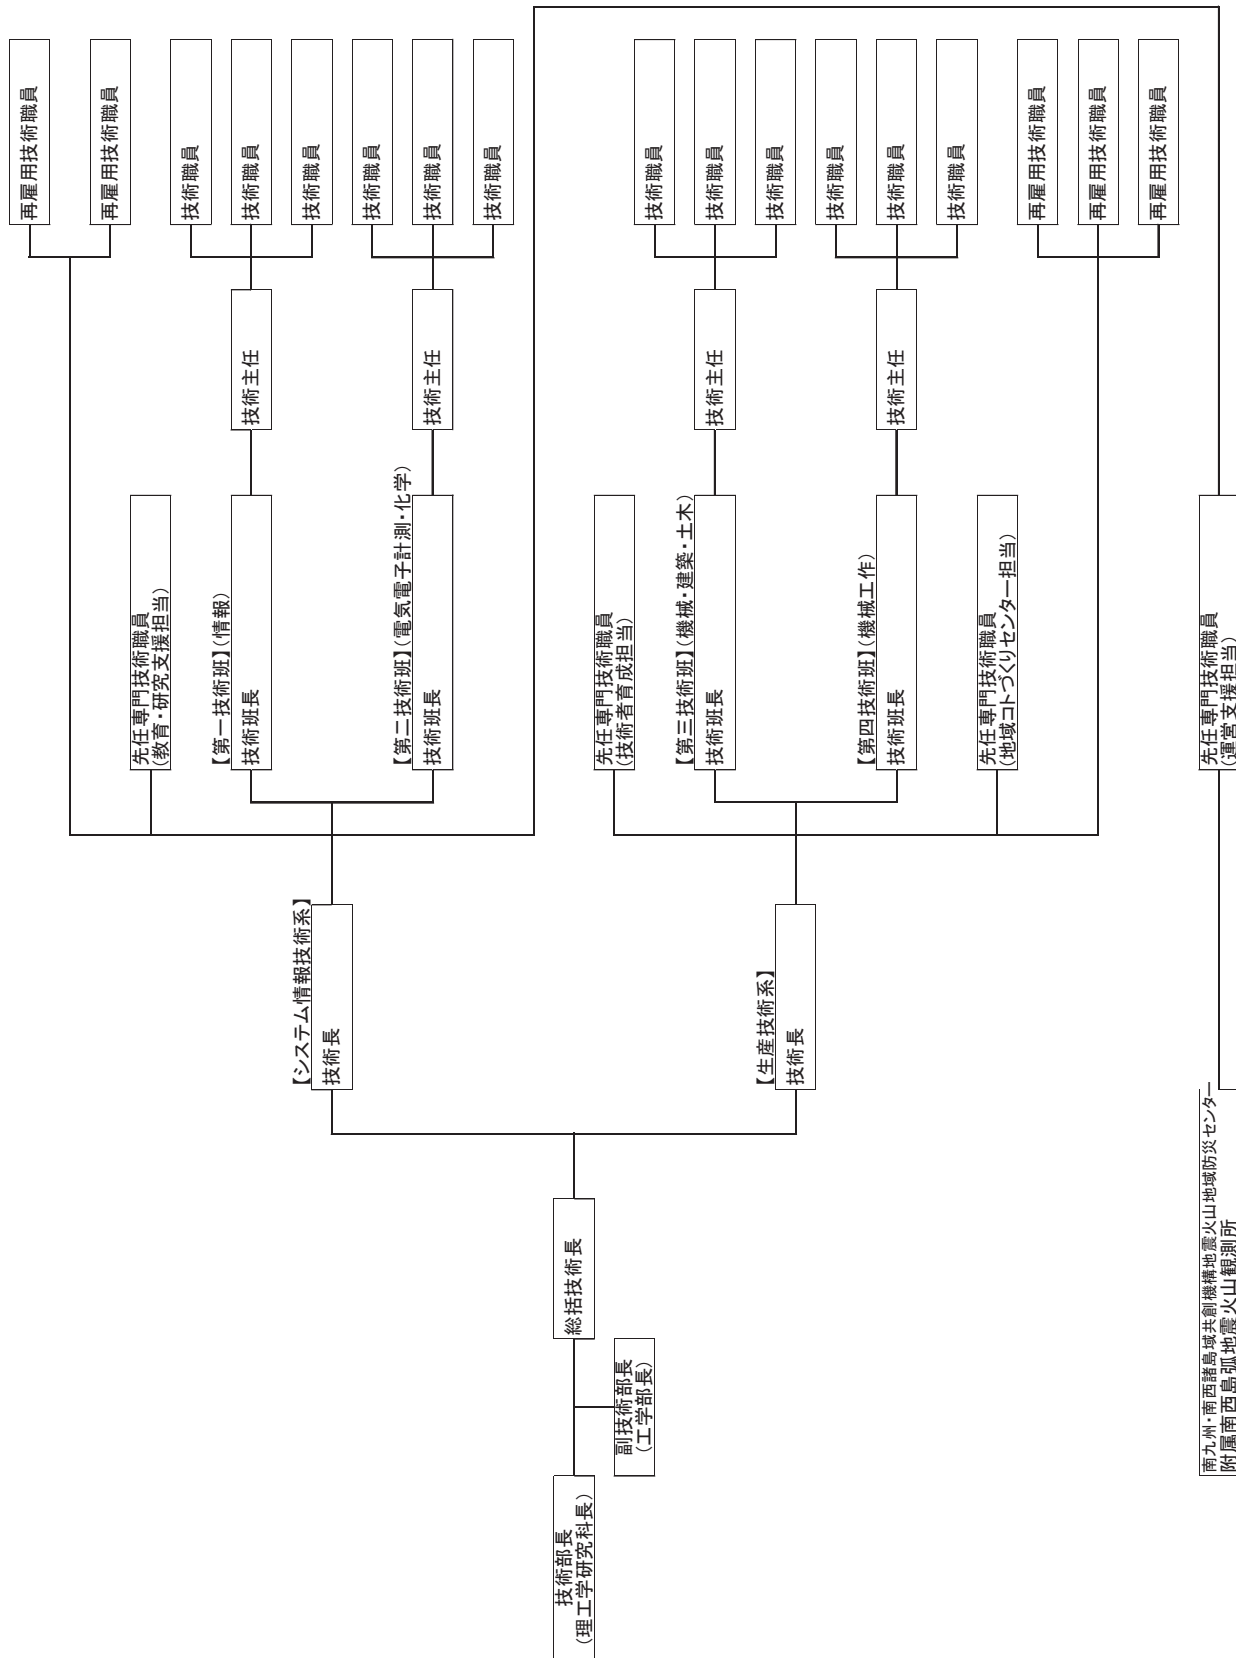 技術部長
（理工学研究科長）
副技術部長
（工学部長）
総括技術長
【システム情報技術系】
技術長
再雇用技術職員
再雇用技術職員
先任専門技術職員
（教育・研究支援担当）
【第一技術班】（情報）
技術班長
技術主任
技術職員
技術職員
技術職員
【第二技術班】（電気電子計測・化学）
技術班長
技術主任
技術職員
技術職員
技術職員
【生産技術系】
技術長
先任専門技術職員
（技術者育成担当）
【第三技術班】（機械・建築・土木）
技術班長
技術主任
技術職員
技術職員
技術職員
【第四技術班】（機械工作）
技術班長
技術主任
技術職員
技術職員
技術職員
先任専門技術職員
（地域コトづくりセンター担当）
再雇用技術職員
再雇用技術職員
再雇用技術職員
先任専門技術職員
（運営支援担当）
南九州・南西諸島域共創機構地震火山地域防災センター
附属南西島弧地震火山観測所